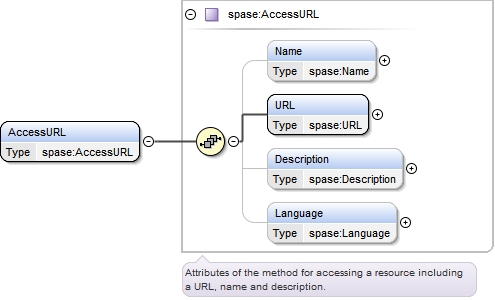 spase:AccessURL
Name
Type spase:Name
URL
Type spase:URL
AccessURL
Type spase:AccessURL
Description
Type spase:Description
Language
Type spase:Language
Attributes of the method for accessing a resource including
a URL, name and description.